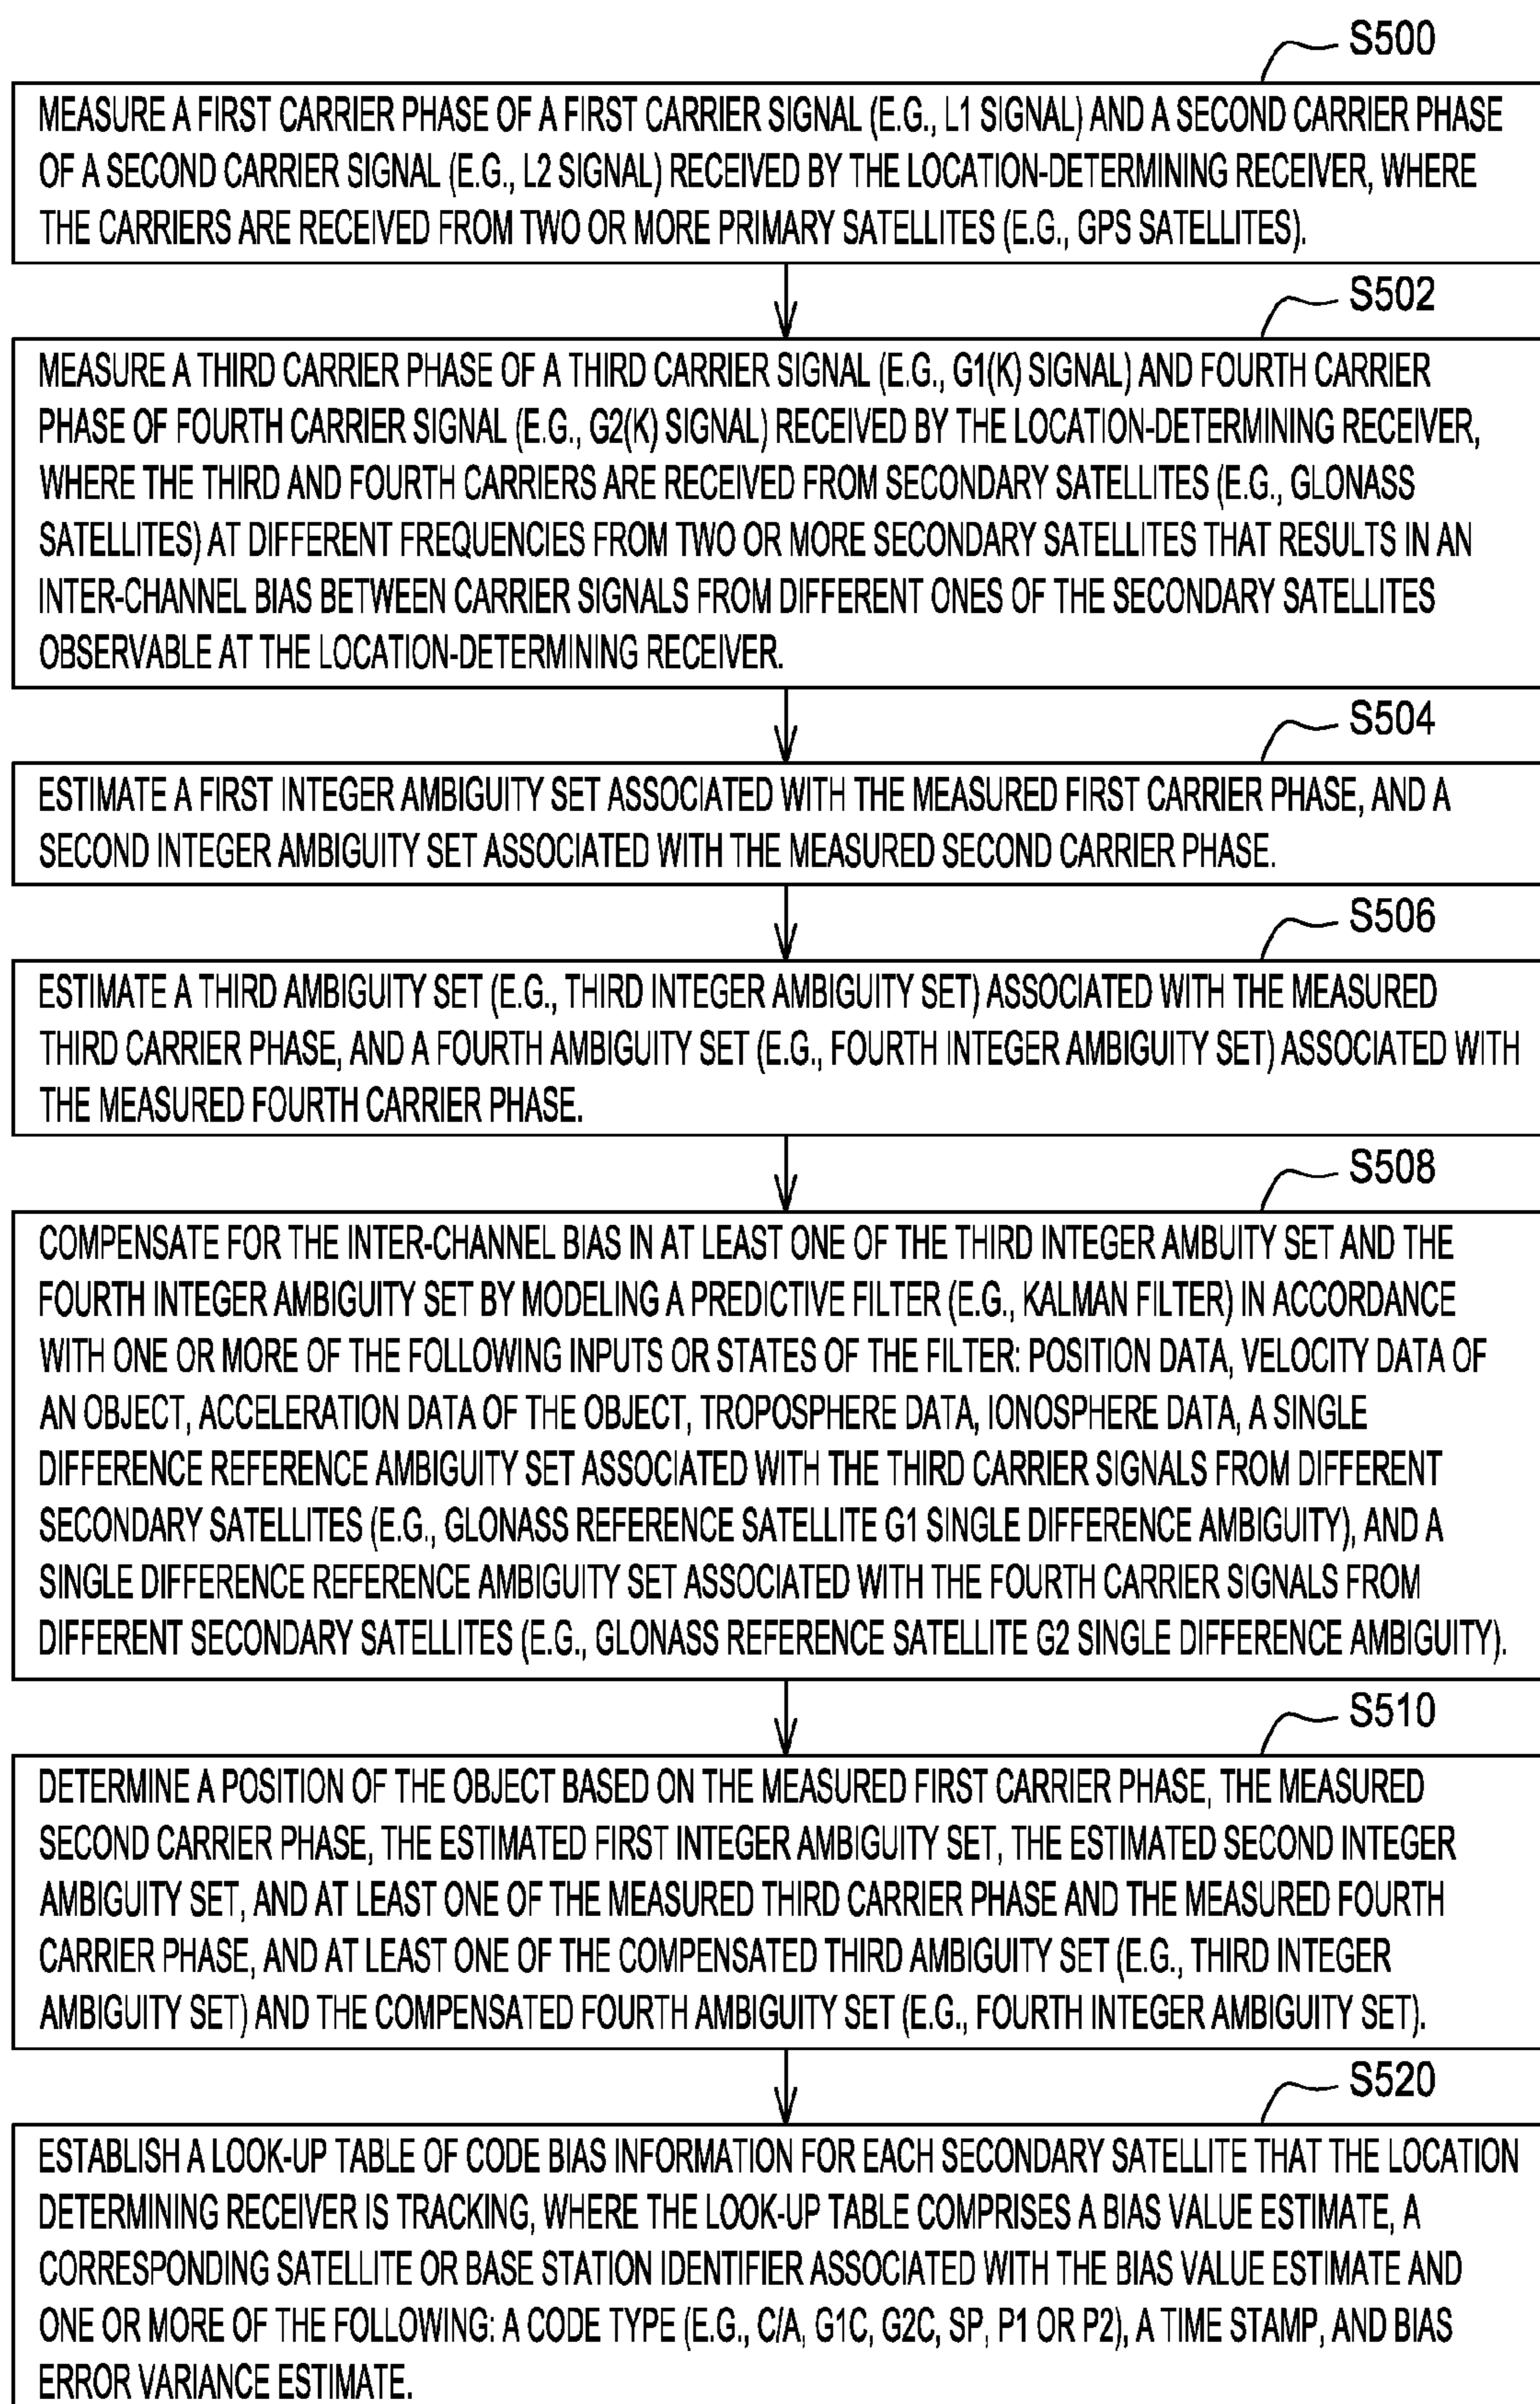 S500
MEASURE A FIRST CARRIER PHASE OF A FIRST CARRIER SIGNAL (E.G., L1 SIGNAL) AND A SECOND CARRIER PHASE
OF A SECOND CARRIER SIGNAL (E.G., L2 SIGNAL) RECEIVED BY THE LOCATION-DETERMINING RECEIVER, WHERE
THE CARRIERS ARE RECEIVED FROM TWO OR MORE PRIMARY SATELLITES (E.G., GPS SATELLITES).
S502
MEASURE A THIRD CARRIER PHASE OF A THIRD CARRIER SIGNAL (E.G., G1(K) SIGNAL) AND FOURTH CARRIER
PHASE OF FOURTH CARRIER SIGNAL (E.G., G2(K) SIGNAL) RECEIVED BY THE LOCATION-DETERMINING RECEIVER,
WHERE THE THIRD AND FOURTH CARRIERS ARE RECEIVED FROM SECONDARY SATELLITES (E.G., GLONASS
SATELLITES) AT DIFFERENT FREQUENCIES FROM TWO OR MORE SECONDARY SATELLITES THAT RESULTS IN AN
INTER-CHANNEL BIAS BETWEEN CARRIER SIGNALS FROM DIFFERENT ONES OF THE SECONDARY SATELLITES
OBSERVABLE AT THE LOCATION-DETERMINING RECEIVER.
S504
ESTIMATE A FIRST INTEGER AMBIGUITY SET ASSOCIATED WITH THE MEASURED FIRST CARRIER PHASE, AND A
SECOND INTEGER AMBIGUITY SET ASSOCIATED WITH THE MEASURED SECOND CARRIER PHASE.
S506
ESTIMATE A THIRD AMBIGUITY SET (E.G., THIRD INTEGER AMBIGUITY SET) ASSOCIATED WITH THE MEASURED
THIRD CARRIER PHASE, AND A FOURTH AMBIGUITY SET (E.G., FOURTH INTEGER AMBIGUITY SET) ASSOCIATED WITH
THE MEASURED FOURTH CARRIER PHASE.
S508
COMPENSATE FOR THE INTER-CHANNEL BIAS IN AT LEAST ONE OF THE THIRD INTEGER AMBUITY SET AND THE
FOURTH INTEGER AMBIGUITY SET BY MODELING A PREDICTIVE FILTER (E.G., KALMAN FILTER) IN ACCORDANCE
WITH ONE OR MORE OF THE FOLLOWING INPUTS OR STATES OF THE FILTER: POSITION DATA, VELOCITY DATA OF
AN OBJECT, ACCELERATION DATA OF THE OBJECT, TROPOSPHERE DATA, IONOSPHERE DATA, A SINGLE
DIFFERENCE REFERENCE AMBIGUITY SET ASSOCIATED WITH THE THIRD CARRIER SIGNALS FROM DIFFERENT
SECONDARY SATELLITES (E.G., GLONASS REFERENCE SATELLITE G1 SINGLE DIFFERENCE AMBIGUITY), AND A
SINGLE DIFFERENCE REFERENCE AMBIGUITY SET ASSOCIATED WITH THE FOURTH CARRIER SIGNALS FROM
DIFFERENT SECONDARY SATELLITES (E.G., GLONASS REFERENCE SATELLITE G2 SINGLE DIFFERENCE AMBIGUITY).
S510
DETERMINE A POSITION OF THE OBJECT BASED ON THE MEASURED FIRST CARRIER PHASE, THE MEASURED
SECOND CARRIER PHASE, THE ESTIMATED FIRST INTEGER AMBIGUITY SET, THE ESTIMATED SECOND INTEGER
AMBIGUITY SET, AND AT LEAST ONE OF THE MEASURED THIRD CARRIER PHASE AND THE MEASURED FOURTH
CARRIER PHASE, AND AT LEAST ONE OF THE COMPENSATED THIRD AMBIGUITY SET (E.G., THIRD INTEGER
AMBIGUITY SET) AND THE COMPENSATED FOURTH AMBIGUITY SET (E.G., FOURTH INTEGER AMBIGUITY SET).
S520
ESTABLISH A LOOK-UP TABLE OF CODE BIAS INFORMATION FOR EACH SECONDARY SATELLITE THAT THE LOCATION
DETERMINING RECEIVER IS TRACKING, WHERE THE LOOK-UP TABLE COMPRISES A BIAS VALUE ESTIMATE, A
CORRESPONDING SATELLITE OR BASE STATION IDENTIFIER ASSOCIATED WITH THE BIAS VALUE ESTIMATE AND
ONE OR MORE OF THE FOLLOWING: A CODE TYPE (E.G., C/A, G1C, G2C, SP, P1 OR P2), A TIME STAMP, AND BIAS
ERROR VARIANCE ESTIMATE.